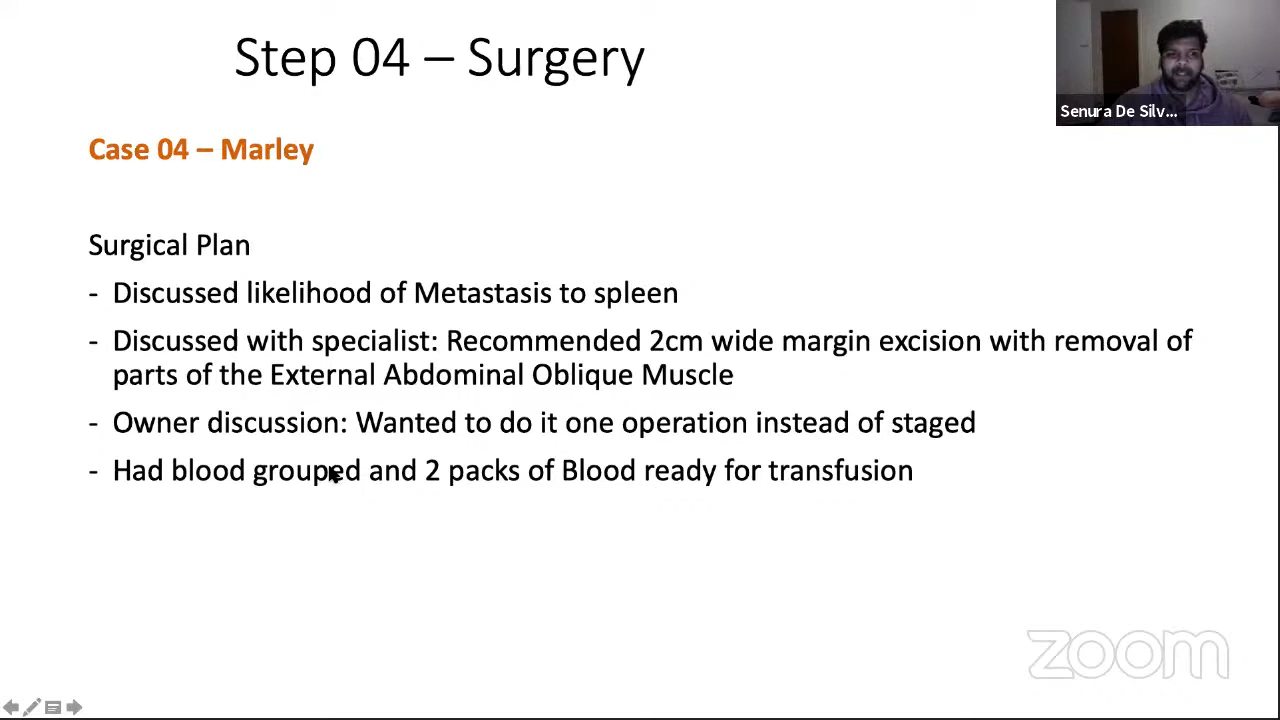 Step 04 – Surgery
Senura De Silv...
Case 04 – Marley
Surgical Plan
- Discussed likelihood of Metastasis to spleen
- Discussed with specialist: Recommended 2cm wide margin excision with removal of
parts of the External Abdominal Oblique Muscle
- Owner discussion: Wanted to do it one operation instead of staged
- Had blood grouped and 2 packs of Blood ready for transfusion
zoom